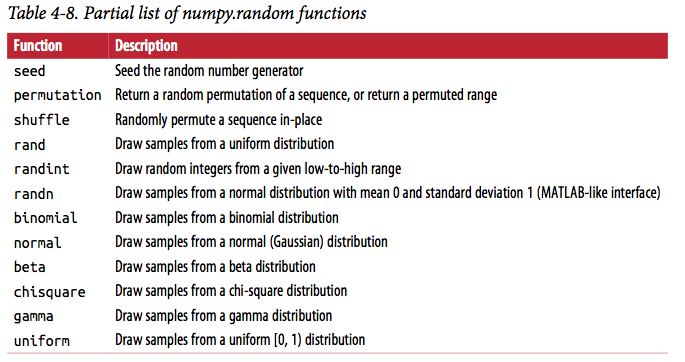 Table 4-8. Partial list of numpy.random functions
Function Description
seed Seed the random number generator
permutation Return a random permutation of a sequence, or return a permuted range
shuffle Randomly permute a sequence in-place
rand Draw samples from a uniform distribution
randint Draw random integers from a given low-to-high range
randn Draw samples from a normal distribution with mean 0 and standard deviation 1 (MATLAB-like interface)
binomial Draw samples from a binomial distribution
normal Draw samples from a normal (Gaussian) distribution
beta Draw samples from a beta distribution
chisquare Draw samples from a chi-square distribution
gamma Draw samples from a gamma distribution
uniform Draw samples from a uniform [0, 1) distribution